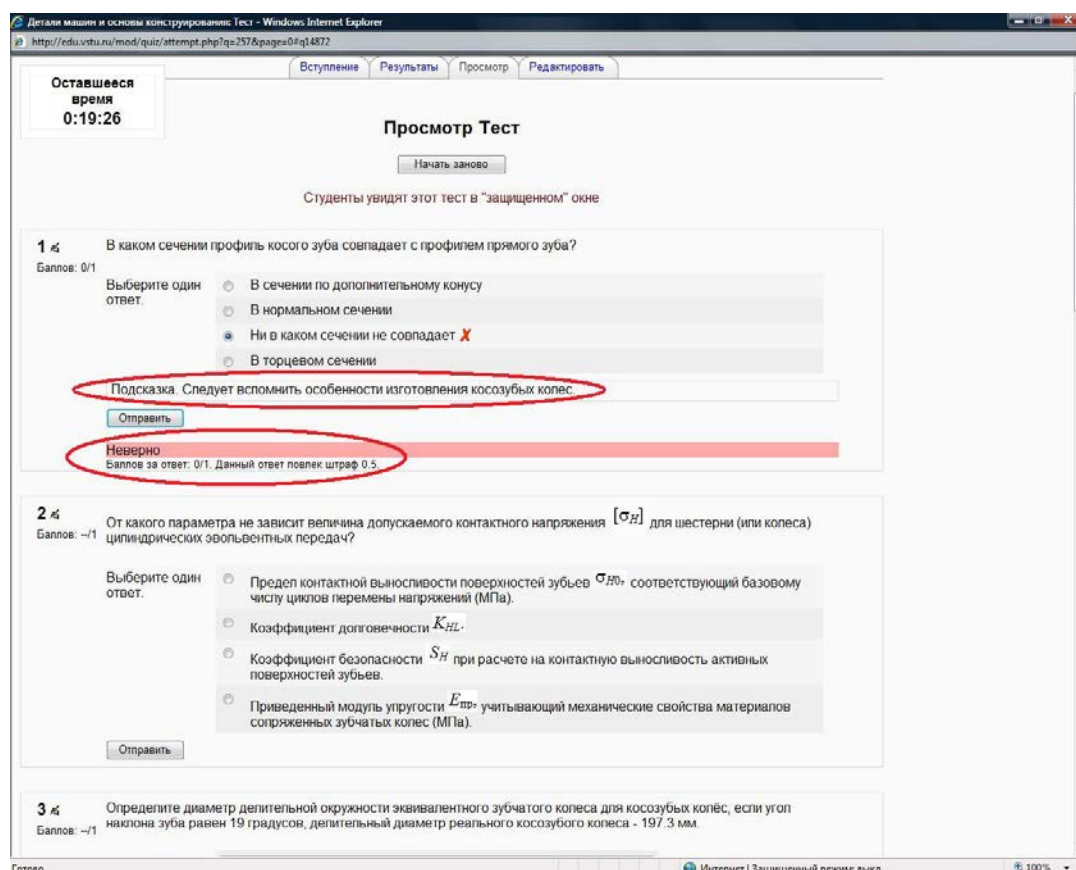 Детали машин и основы конструирования: Тест - Windows Internet Explorer
http://edu.vstu.ru/mod/quiz/attempt.php?q=257&page=0#q14872
Вступление Результаты Просмотр Редактировать
Оставшееся
время
0:19:26
Просмотр Тест
Начать заново
Студенты увидят этот тест в "защищенном" окне
1 В каком сечении профиль косого зуба совпадает с профилем прямого зуба?
Баллов: 0/1
Выберите один
ответ.
В сечении по дополнительному конусу
В нормальном сечении
Ни в каком сечении не совпадает ✗
В торцевом сечении
Подсказка. Следует вспомнить особенности изготовления косозубых колес.
Отправить
Неверно
Баллов за ответ: 0/1. Данный ответ повлек штраф 0.5.
2 От какого параметра не зависит величина допускаемого контактного напряжения [σ_H] для шестерни (или колеса)
Баллов: --/1 цилиндрических эвольвентных передач?
Выберите один
ответ.
Предел контактной выносливости поверхностей зубьев σ_H0, соответствующий базовому
числу циклов перемены напряжений (МПа).
Коэффициент долговечности K_HL.
Коэффициент безопасности S_H при расчете на контактную выносливость активных
поверхностей зубьев.
Приведенный модуль упругости E_пр, учитывающий механические свойства материалов
сопряженных зубчатых колес (МПа).
Отправить
3 Определите диаметр делительной окружности эквивалентного зубчатого колеса для косозубых колёс, если угол
Баллов: --/1 наклона зуба равен 19 градусов, делительный диаметр реального косозубого колеса - 197.3 мм.
Готово Интернет | Защищенный режим: выкл. 100%